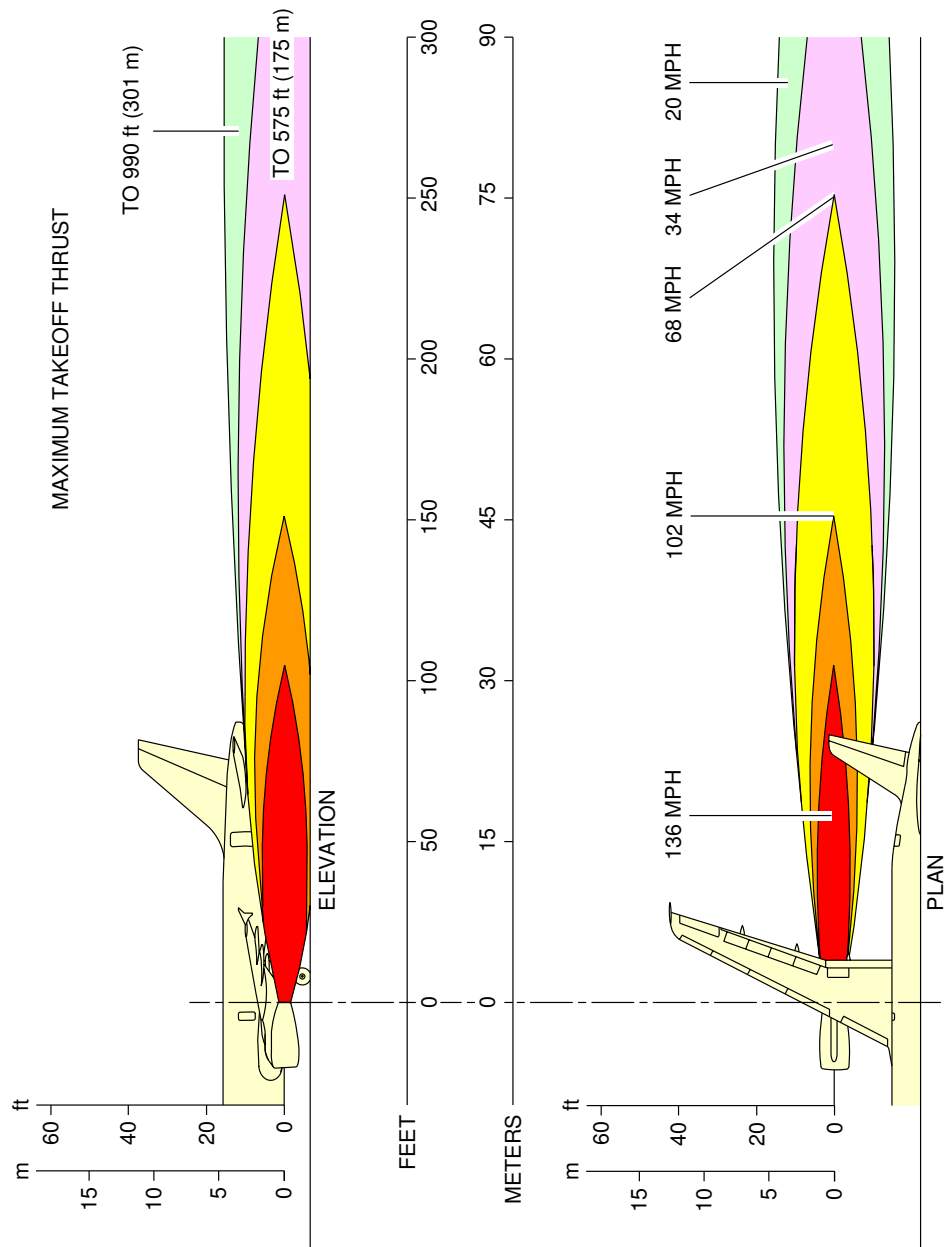 MAXIMUM TAKEOFF THRUST
TO 990 ft (301 m)
TO 575 ft (175 m)
m
ft
15
10
5
0
60
40
20
0
ELEVATION
FEET
0
50
100
150
200
250
300
METERS
0
15
30
45
60
75
90
m
ft
15
10
5
0
60
40
20
0
136 MPH
102 MPH
68 MPH
34 MPH
20 MPH
PLAN